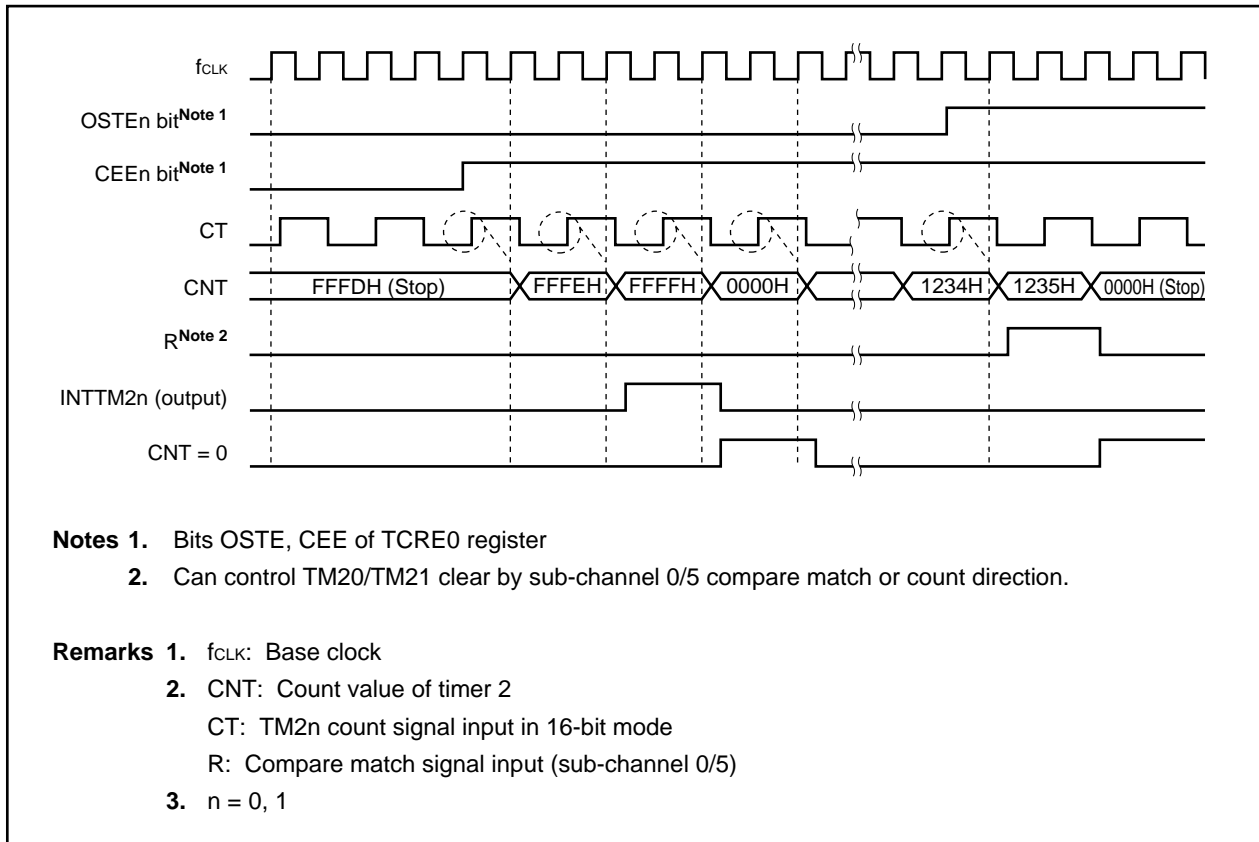 fCLK
OSTEn bitNote 1
CEEn bitNote 1
CT
CNT FFFDH (Stop) FFFEH FFFFH 0000H 1234H 1235H 0000H (Stop)
RNote 2
INTTM2n (output)
CNT = 0
Notes 1. Bits OSTE, CEE of TCRE0 register
2. Can control TM20/TM21 clear by sub-channel 0/5 compare match or count direction.
Remarks 1. fCLK: Base clock
2. CNT: Count value of timer 2
CT: TM2n count signal input in 16-bit mode
R: Compare match signal input (sub-channel 0/5)
3. n = 0, 1